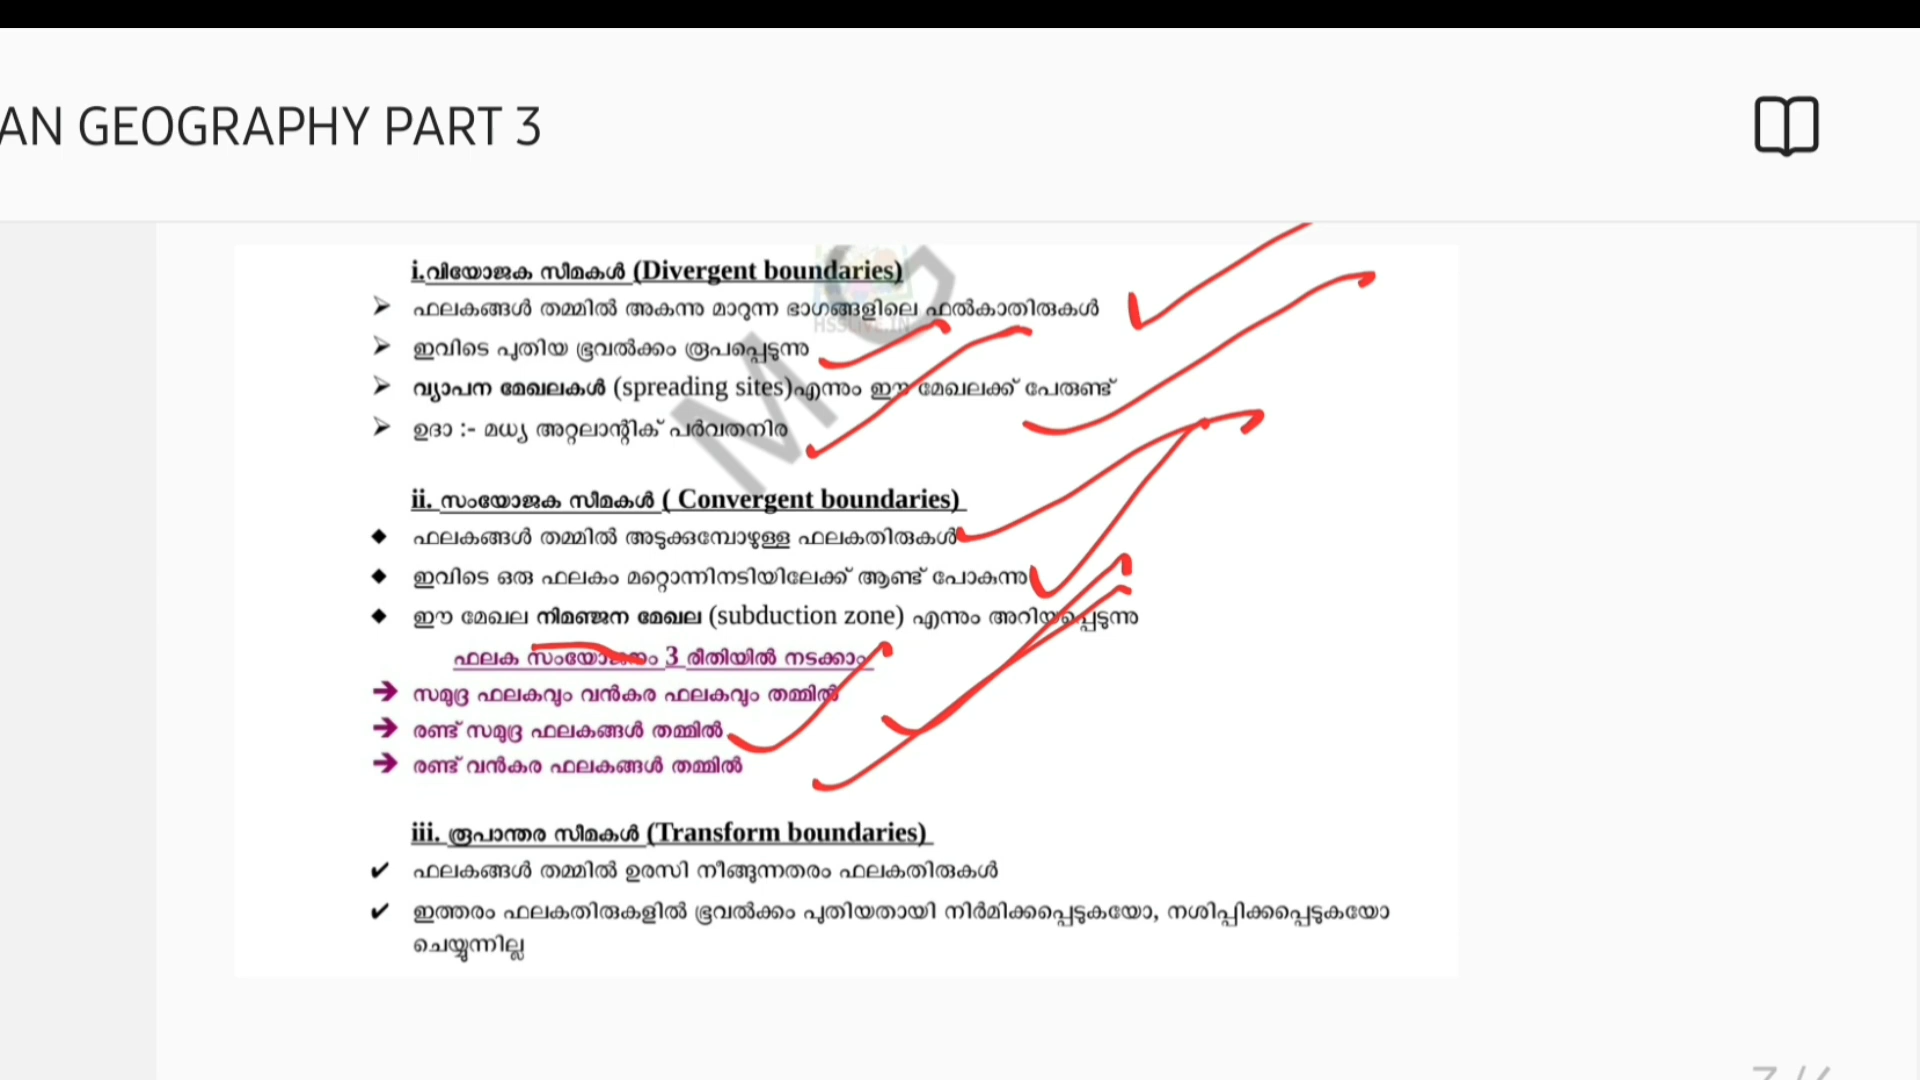 AN GEOGRAPHY PART 3
i.വിയോജക സീമകൾ (Divergent boundaries)
ഫലകങ്ങൾ തമ്മിൽ അകന്നു മാറുന്ന ഭാഗങ്ങളിലെ ഫൽകാതിരുകൾ
ഇവിടെ പുതിയ ഭൂവൽക്കം രൂപപ്പെടുന്നു
വ്യാപന മേഖലകൾ (spreading sites)എന്നും ഈ മേഖലക്ക് പേരുണ്ട്
ഉദാ :- മധ്യ അറ്റലാന്റിക് പർവതനിര
ii. സംയോജക സീമകൾ ( Convergent boundaries)
ഫലകങ്ങൾ തമ്മിൽ അടുക്കുമ്പോഴുള്ള ഫലകതിരുകൾ
ഇവിടെ ഒരു ഫലകം മറ്റൊന്നിനടിയിലേക്ക് ആണ്ട് പോകുന്നു
ഈ മേഖല നിമഞ്ജന മേഖല (subduction zone) എന്നും അറിയപ്പെടുന്നു
ഫലക സംയോജനം 3 രീതിയിൽ നടക്കാം
സമുദ്ര ഫലകവും വൻകര ഫലകവും തമ്മിൽ
രണ്ട് സമുദ്ര ഫലകങ്ങൾ തമ്മിൽ
രണ്ട് വൻകര ഫലകങ്ങൾ തമ്മിൽ
iii. രൂപാന്തര സീമകൾ (Transform boundaries)
ഫലകങ്ങൾ തമ്മിൽ ഉരസി നീങ്ങുന്നതരം ഫലകതിരുകൾ
ഇത്തരം ഫലകതിരുകളിൽ ഭൂവൽക്കം പുതിയതായി നിർമിക്കപ്പെടുകയോ, നശിപ്പിക്കപ്പെടുകയോ
ചെയ്യുന്നില്ല